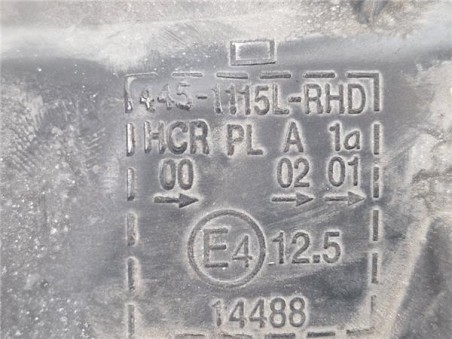 445-1115L-RHD
HCR PL A 1a
00 02 01
→ → →
E4 12.5
14488